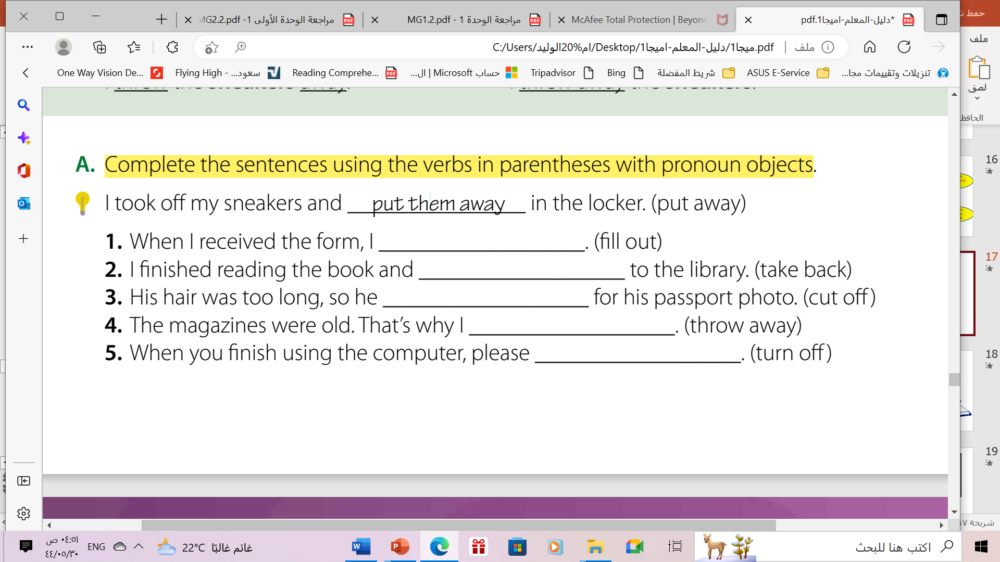 مراجعة الوحدة الأولى 1- MG2.2.pdf
مراجعة الوحدة 1 - MG1.2.pdf
McAfee Total Protection | Beyonc
*دليل-المعلم-اميجا1.pdf
C:/Users/ام%20الوليد/Desktop/ميجا1/دليل-المعلم-اميجا1.pdf
ملف
One Way Vision De...
Flying High - ...سعود
Reading Comprehe...
حساب Microsoft | ال...
Tripadvisor
Bing
شريط المفضلة
ASUS E-Service
تنزيلات وتقييمات مجا...
ملف
لصق
A. Complete the sentences using the verbs in parentheses with pronoun objects.
I took off my sneakers and put them away in the locker. (put away)
1. When I received the form, I ____________________. (fill out)
2. I finished reading the book and ____________________ to the library. (take back)
3. His hair was too long, so he ____________________ for his passport photo. (cut off)
4. The magazines were old. That’s why I ____________________. (throw away)
5. When you finish using the computer, please ____________________. (turn off)
16
17
18
19
شريحة ١٧
٠٤:٥١ ص
٤٤/٠٥/٣٠
ENG
22°C غائم غالبًا
اكتب هنا للبحث